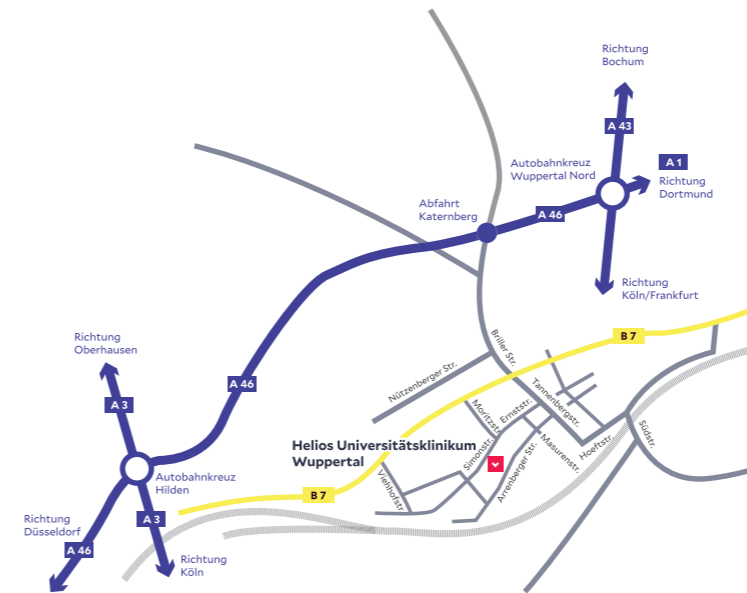 Richtung
Bochum
A 43
A 1
Autobahnkreuz
Wuppertal Nord
Richtung
Dortmund
Abfahrt
Katernberg
A 46
Richtung
Köln/Frankfurt
B 7
Richtung
Oberhausen
Briller Str.
Nützenberger Str.
A 46
A 3
Tannenbergstr.
Moritzstr.
Ernststr.
Masurenstr.
Hoeftstr.
Südstr.
Helios Universitätsklinikum
Wuppertal
Simonstr.
Arrenberger Str.
Viehhofstr.
Autobahnkreuz
Hilden
B 7
A 3
Richtung
Düsseldorf
A 46
Richtung
Köln